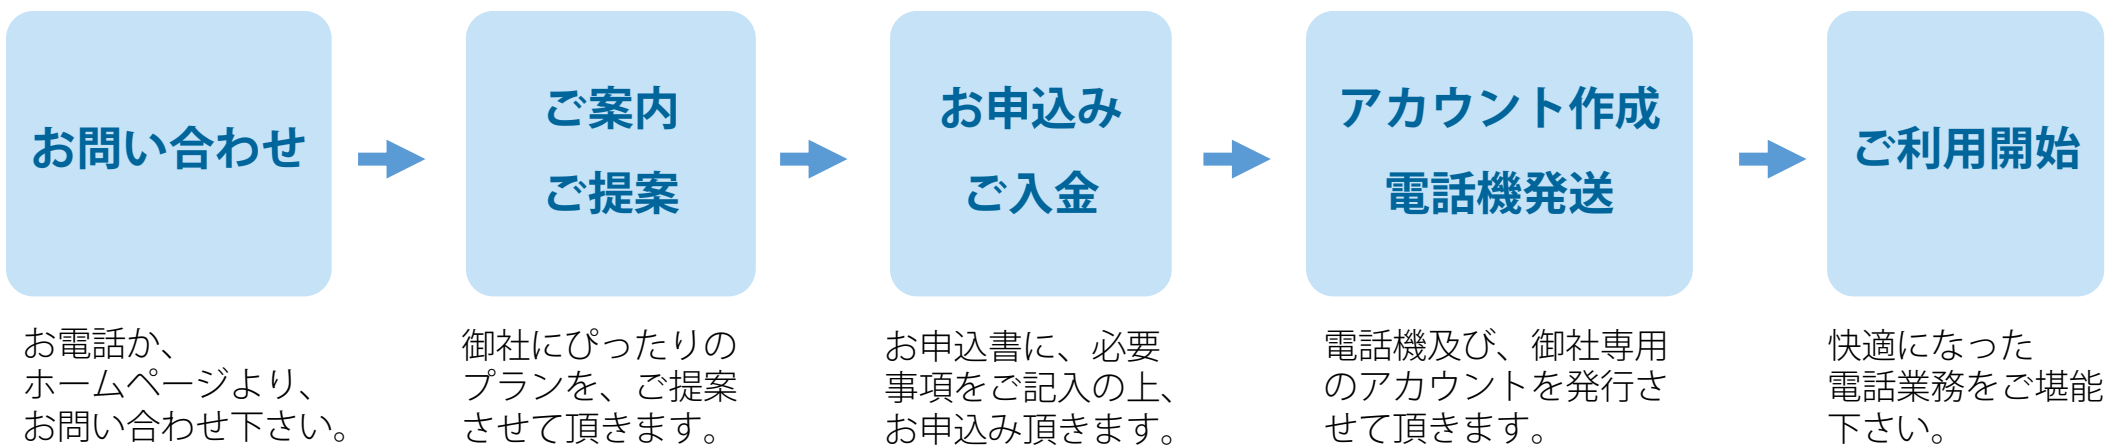 お問い合わせ
ご案内
ご提案
お申込み
ご入金
アカウント作成
電話機発送
ご利用開始
お電話か、
ホームページより、
お問い合わせ下さい。
御社にぴったりの
プランを、ご提案
させて頂きます。
お申込書に、必要
事項をご記入の上、
お申込み頂きます。
電話機及び、御社専用
のアカウントを発行さ
せて頂きます。
快適になった
電話業務をご堪能
下さい。